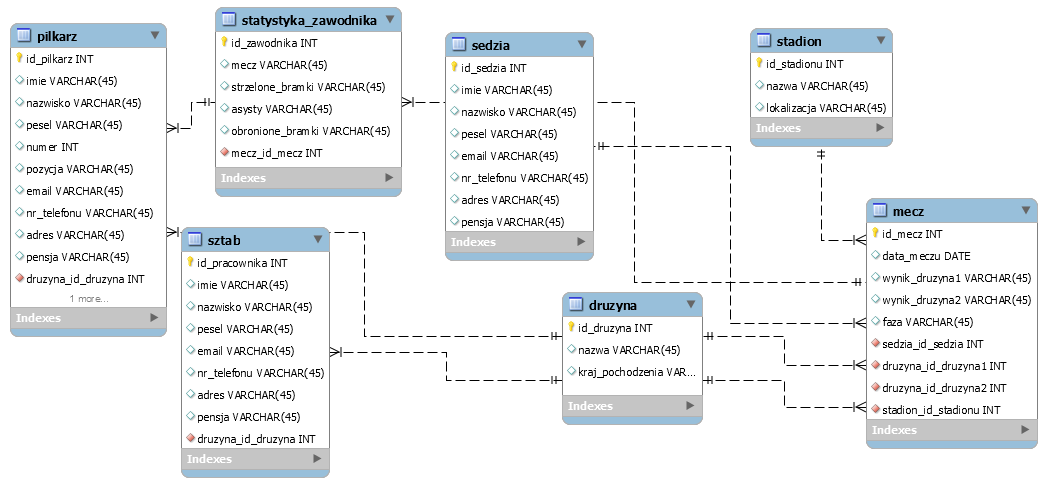 pilkarz
id_pilkarz INT
imie VARCHAR(45)
nazwisko VARCHAR(45)
pesel VARCHAR(45)
numer INT
pozycja VARCHAR(45)
email VARCHAR(45)
nr_telefonu VARCHAR(45)
adres VARCHAR(45)
pensja VARCHAR(45)
druzyna_id_druzyna INT
1 more...
Indexes
statystyka_zawodnika
id_zawodnika INT
mecz VARCHAR(45)
strzelone_bramki VARCHAR(45)
asysty VARCHAR(45)
obronione_bramki VARCHAR(45)
mecz_id_mecz INT
Indexes
sztab
id_pracownika INT
imie VARCHAR(45)
nazwisko VARCHAR(45)
pesel VARCHAR(45)
email VARCHAR(45)
nr_telefonu VARCHAR(45)
adres VARCHAR(45)
pensja VARCHAR(45)
druzyna_id_druzyna INT
Indexes
sedzia
id_sedzia INT
imie VARCHAR(45)
nazwisko VARCHAR(45)
pesel VARCHAR(45)
email VARCHAR(45)
nr_telefonu VARCHAR(45)
adres VARCHAR(45)
pensja VARCHAR(45)
Indexes
druzyna
id_druzyna INT
nazwa VARCHAR(45)
kraj_pochodzenia VAR...
Indexes
stadion
id_stadionu INT
nazwa VARCHAR(45)
lokalizacja VARCHAR(45)
Indexes
mecz
id_mecz INT
data_meczu DATE
wynik_druzyna1 VARCHAR(45)
wynik_druzyna2 VARCHAR(45)
faza VARCHAR(45)
sedzia_id_sedzia INT
druzyna_id_druzyna1 INT
druzyna_id_druzyna2 INT
stadion_id_stadionu INT
Indexes